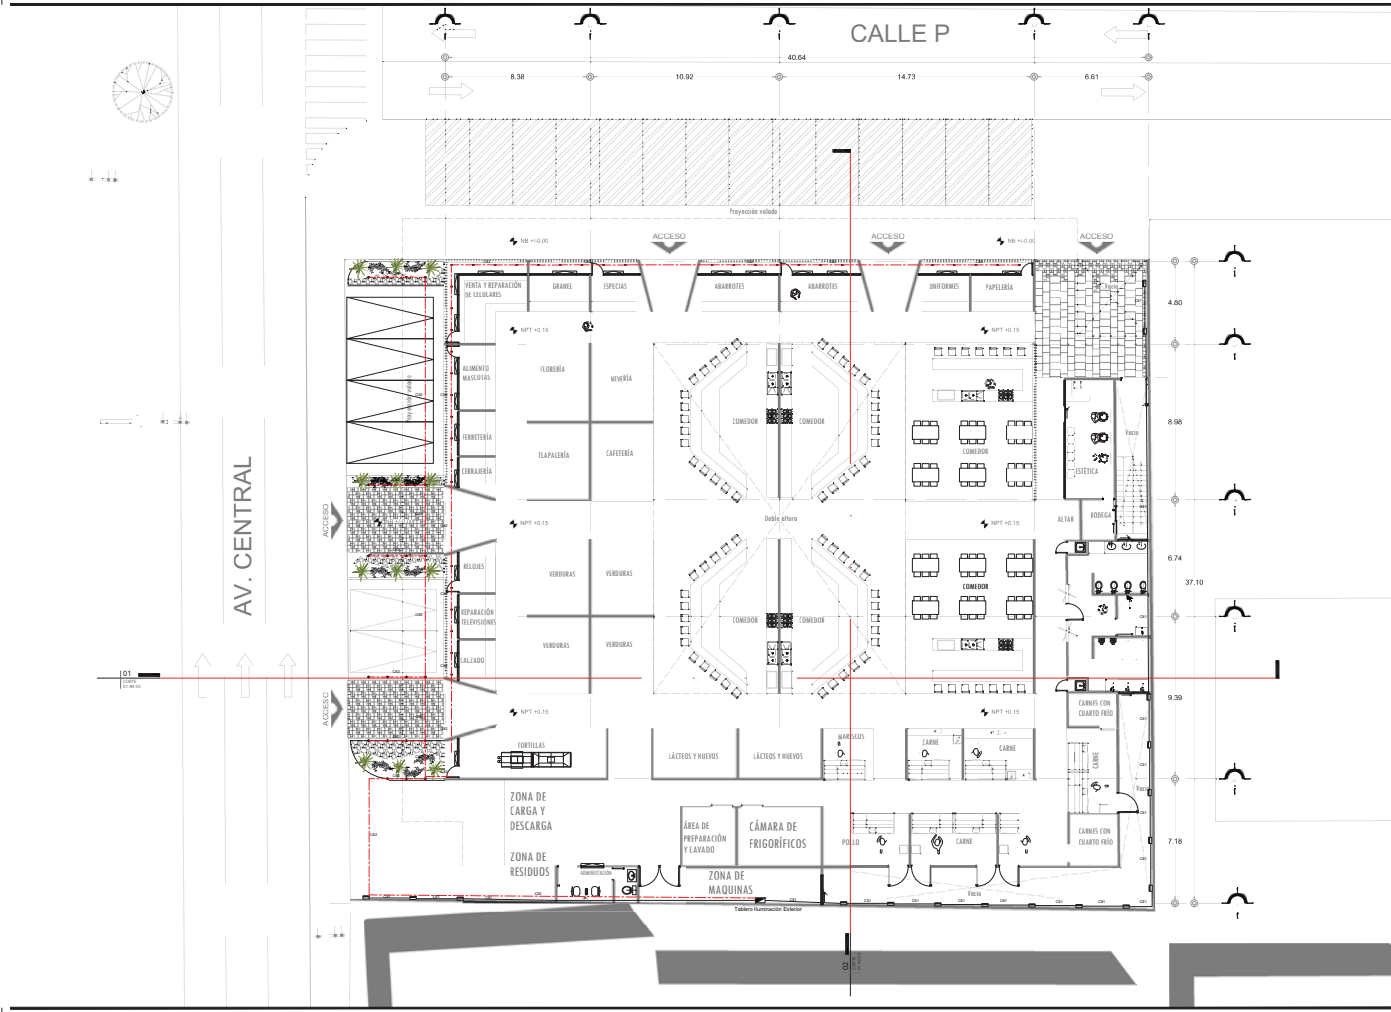 CALLE P
40.64
8.38
10.92
14.73
6.61
Proyección volado
ACCESO
ACCESO
ACCESO
NB +/-0.00
NB +/-0.00
VENTA Y REPARACIÓN
DE CELULARES
GRANEL
ESPECIAS
ABARROTES
ABARROTES
UNIFORMES
PAPELERÍA
Vacio
4.80
NPT +0.15
NPT +0.15
ALIMENTO
MASCOTAS
FLORERÍA
NEVERÍA
Proyección volado
COMEDOR
COMEDOR
COMEDOR
8.98
Vacio
FERRETERÍA
TLAPALERÍA
CAFETERÍA
ESTÉTICA
CERRAJERÍA
AV. CENTRAL
ACCESO
NPT +0.15
Doble altura
NPT +0.15
ALTAR
BODEGA
6.74
37.10
RELOJES
VERDURAS
VERDURAS
COMEDOR
REPARACIÓN
TELEVISIONES
COMEDOR
COMEDOR
VERDURAS
VERDURAS
CALZADO
01
CORTE
9.39
ACCESO
NPT +0.15
NPT +0.15
CARNES CON
CUARTO FRÍO
TORTILLAS
LÁCTEOS Y HUEVOS
LÁCTEOS Y HUEVOS
MARISCOS
CARNE
CARNE
CARNE
Vacio
ZONA DE
CARGA Y
DESCARGA
ÁREA DE
PREPARACIÓN
Y LAVADO
CÁMARA DE
FRIGORÍFICOS
POLLO
CARNE
CARNES CON
CUARTO FRÍO
7.18
ZONA DE
RESIDUOS
ADMINISTRACIÓN
ZONA DE
MAQUINAS
Vacio
Tablero Iluminación Exterior
02